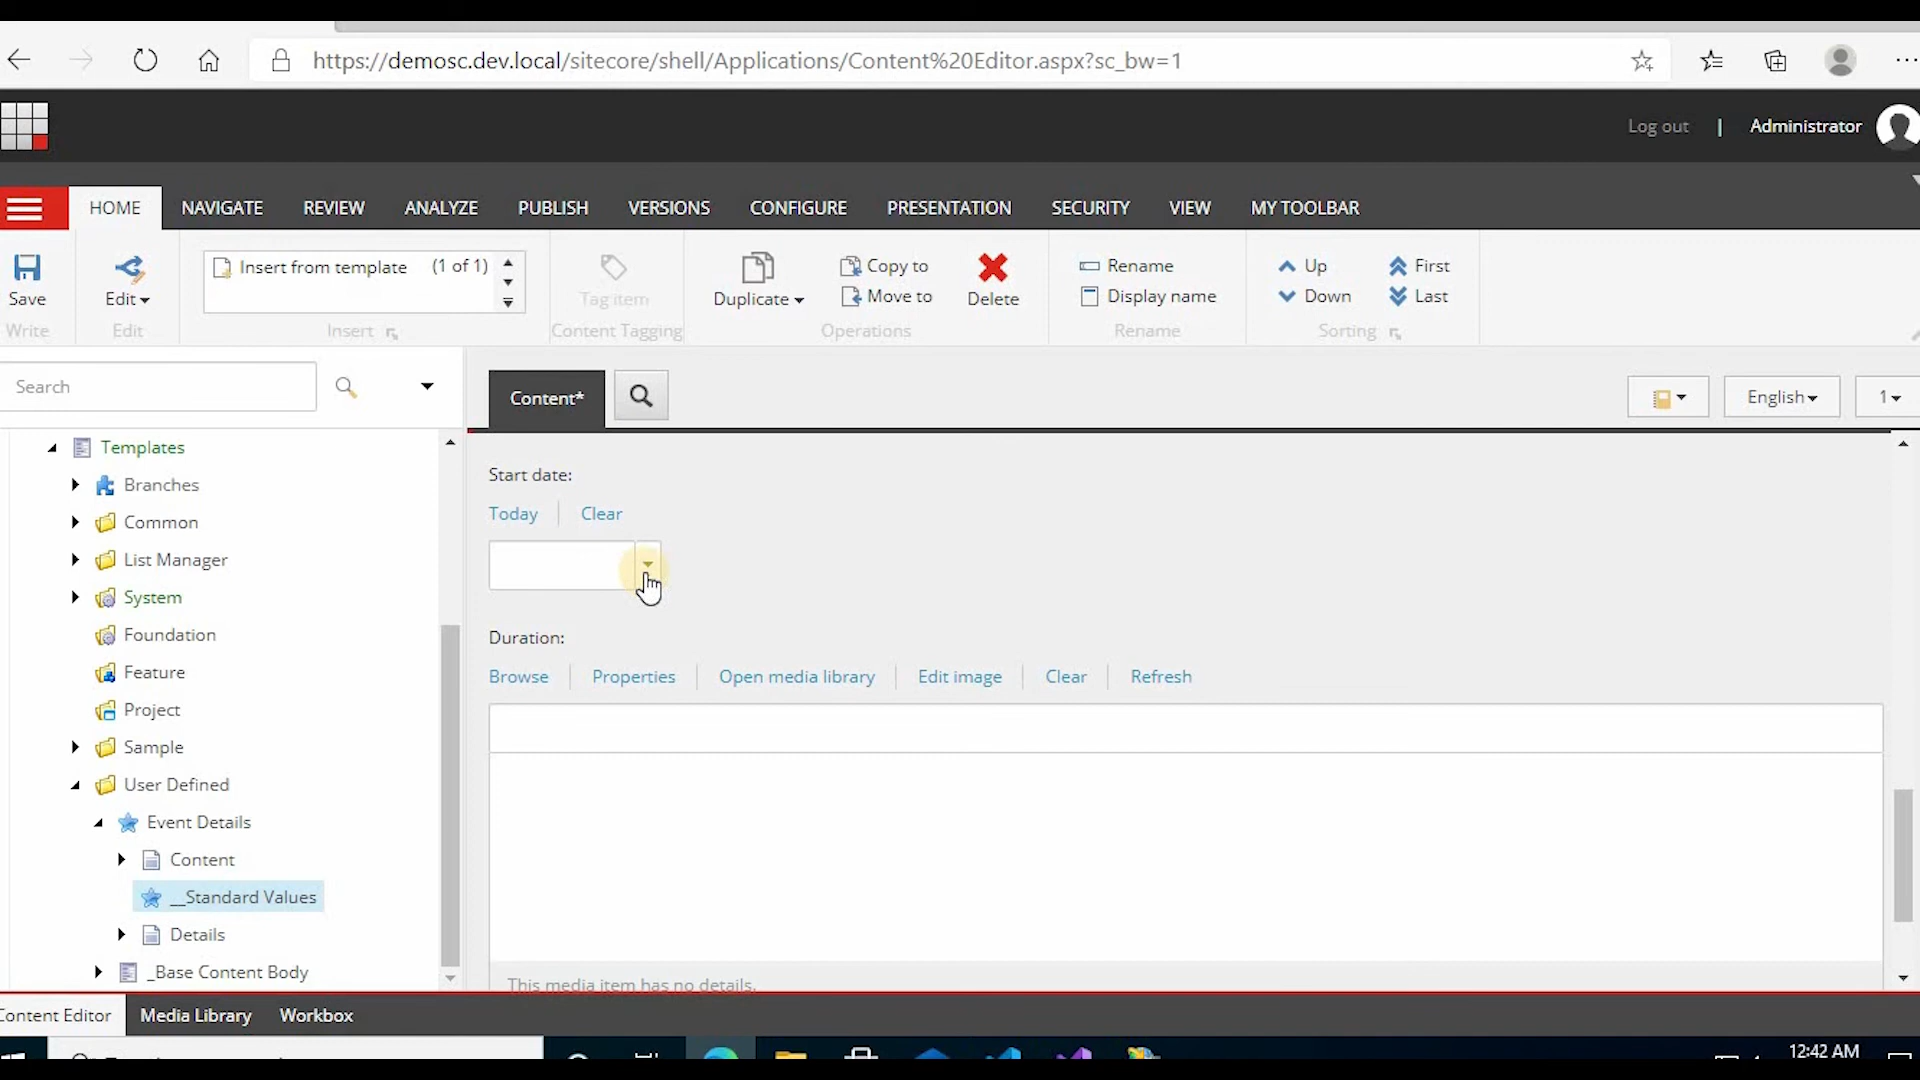 https://demosc.dev.local/sitecore/shell/Applications/Content%20Editor.aspx?sc_bw=1
Log out | Administrator
HOME NAVIGATE REVIEW ANALYZE PUBLISH VERSIONS CONFIGURE PRESENTATION SECURITY VIEW MY TOOLBAR
Insert from template (1 of 1) Copy to Rename Up First
Save Edit Tag item Duplicate Move to Delete Display name Down Last
Write Edit Insert Content Tagging Operations Rename Sorting
Search Content* English 1
Templates
Branches
Common
List Manager
System
Foundation
Feature
Project
Sample
User Defined
Event Details
Content
__Standard Values
Details
_Base Content Body
Start date:
Today Clear
Duration:
Browse Properties Open media library Edit image Clear Refresh
This media item has no details.
Content Editor Media Library Workbox
12:42 AM